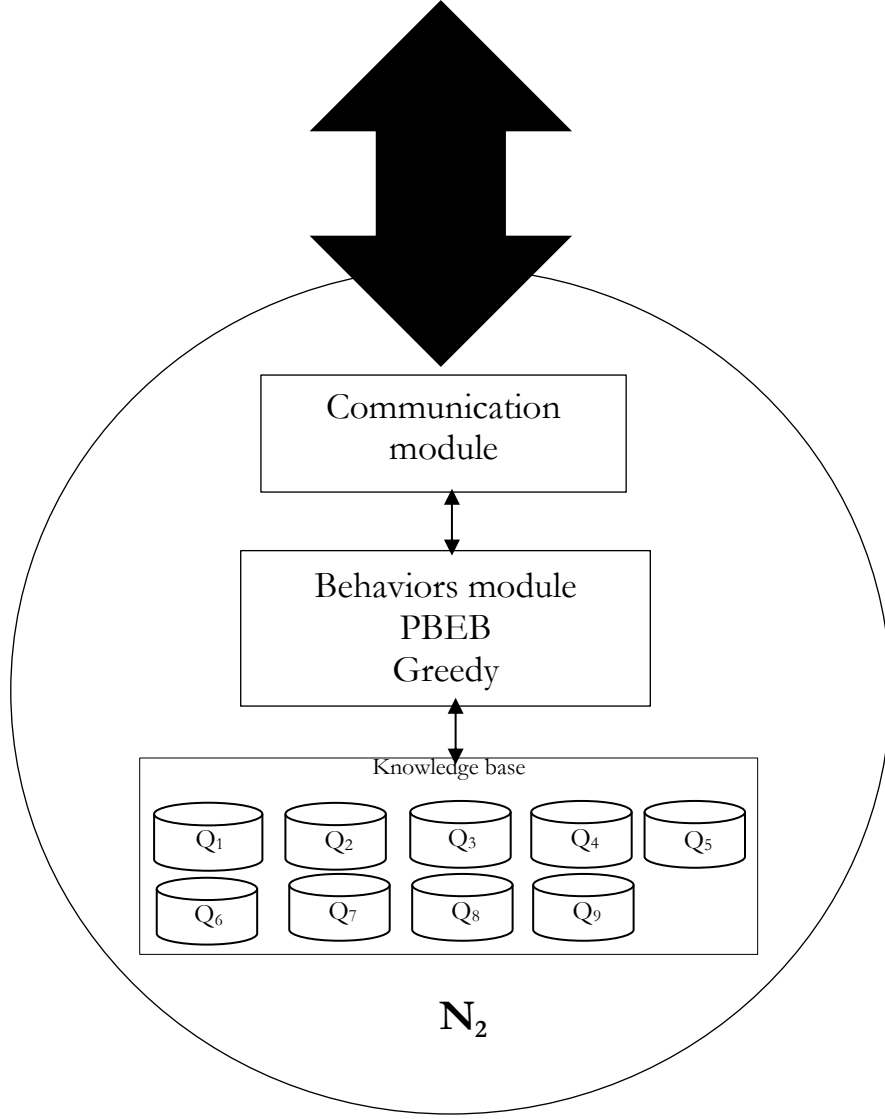 Communication
module
Behaviors module
PBEB
Greedy
Knowledge base
Q₁ Q₂ Q₃ Q₄ Q₅
Q₆ Q₇ Q₈ Q₉
N₂